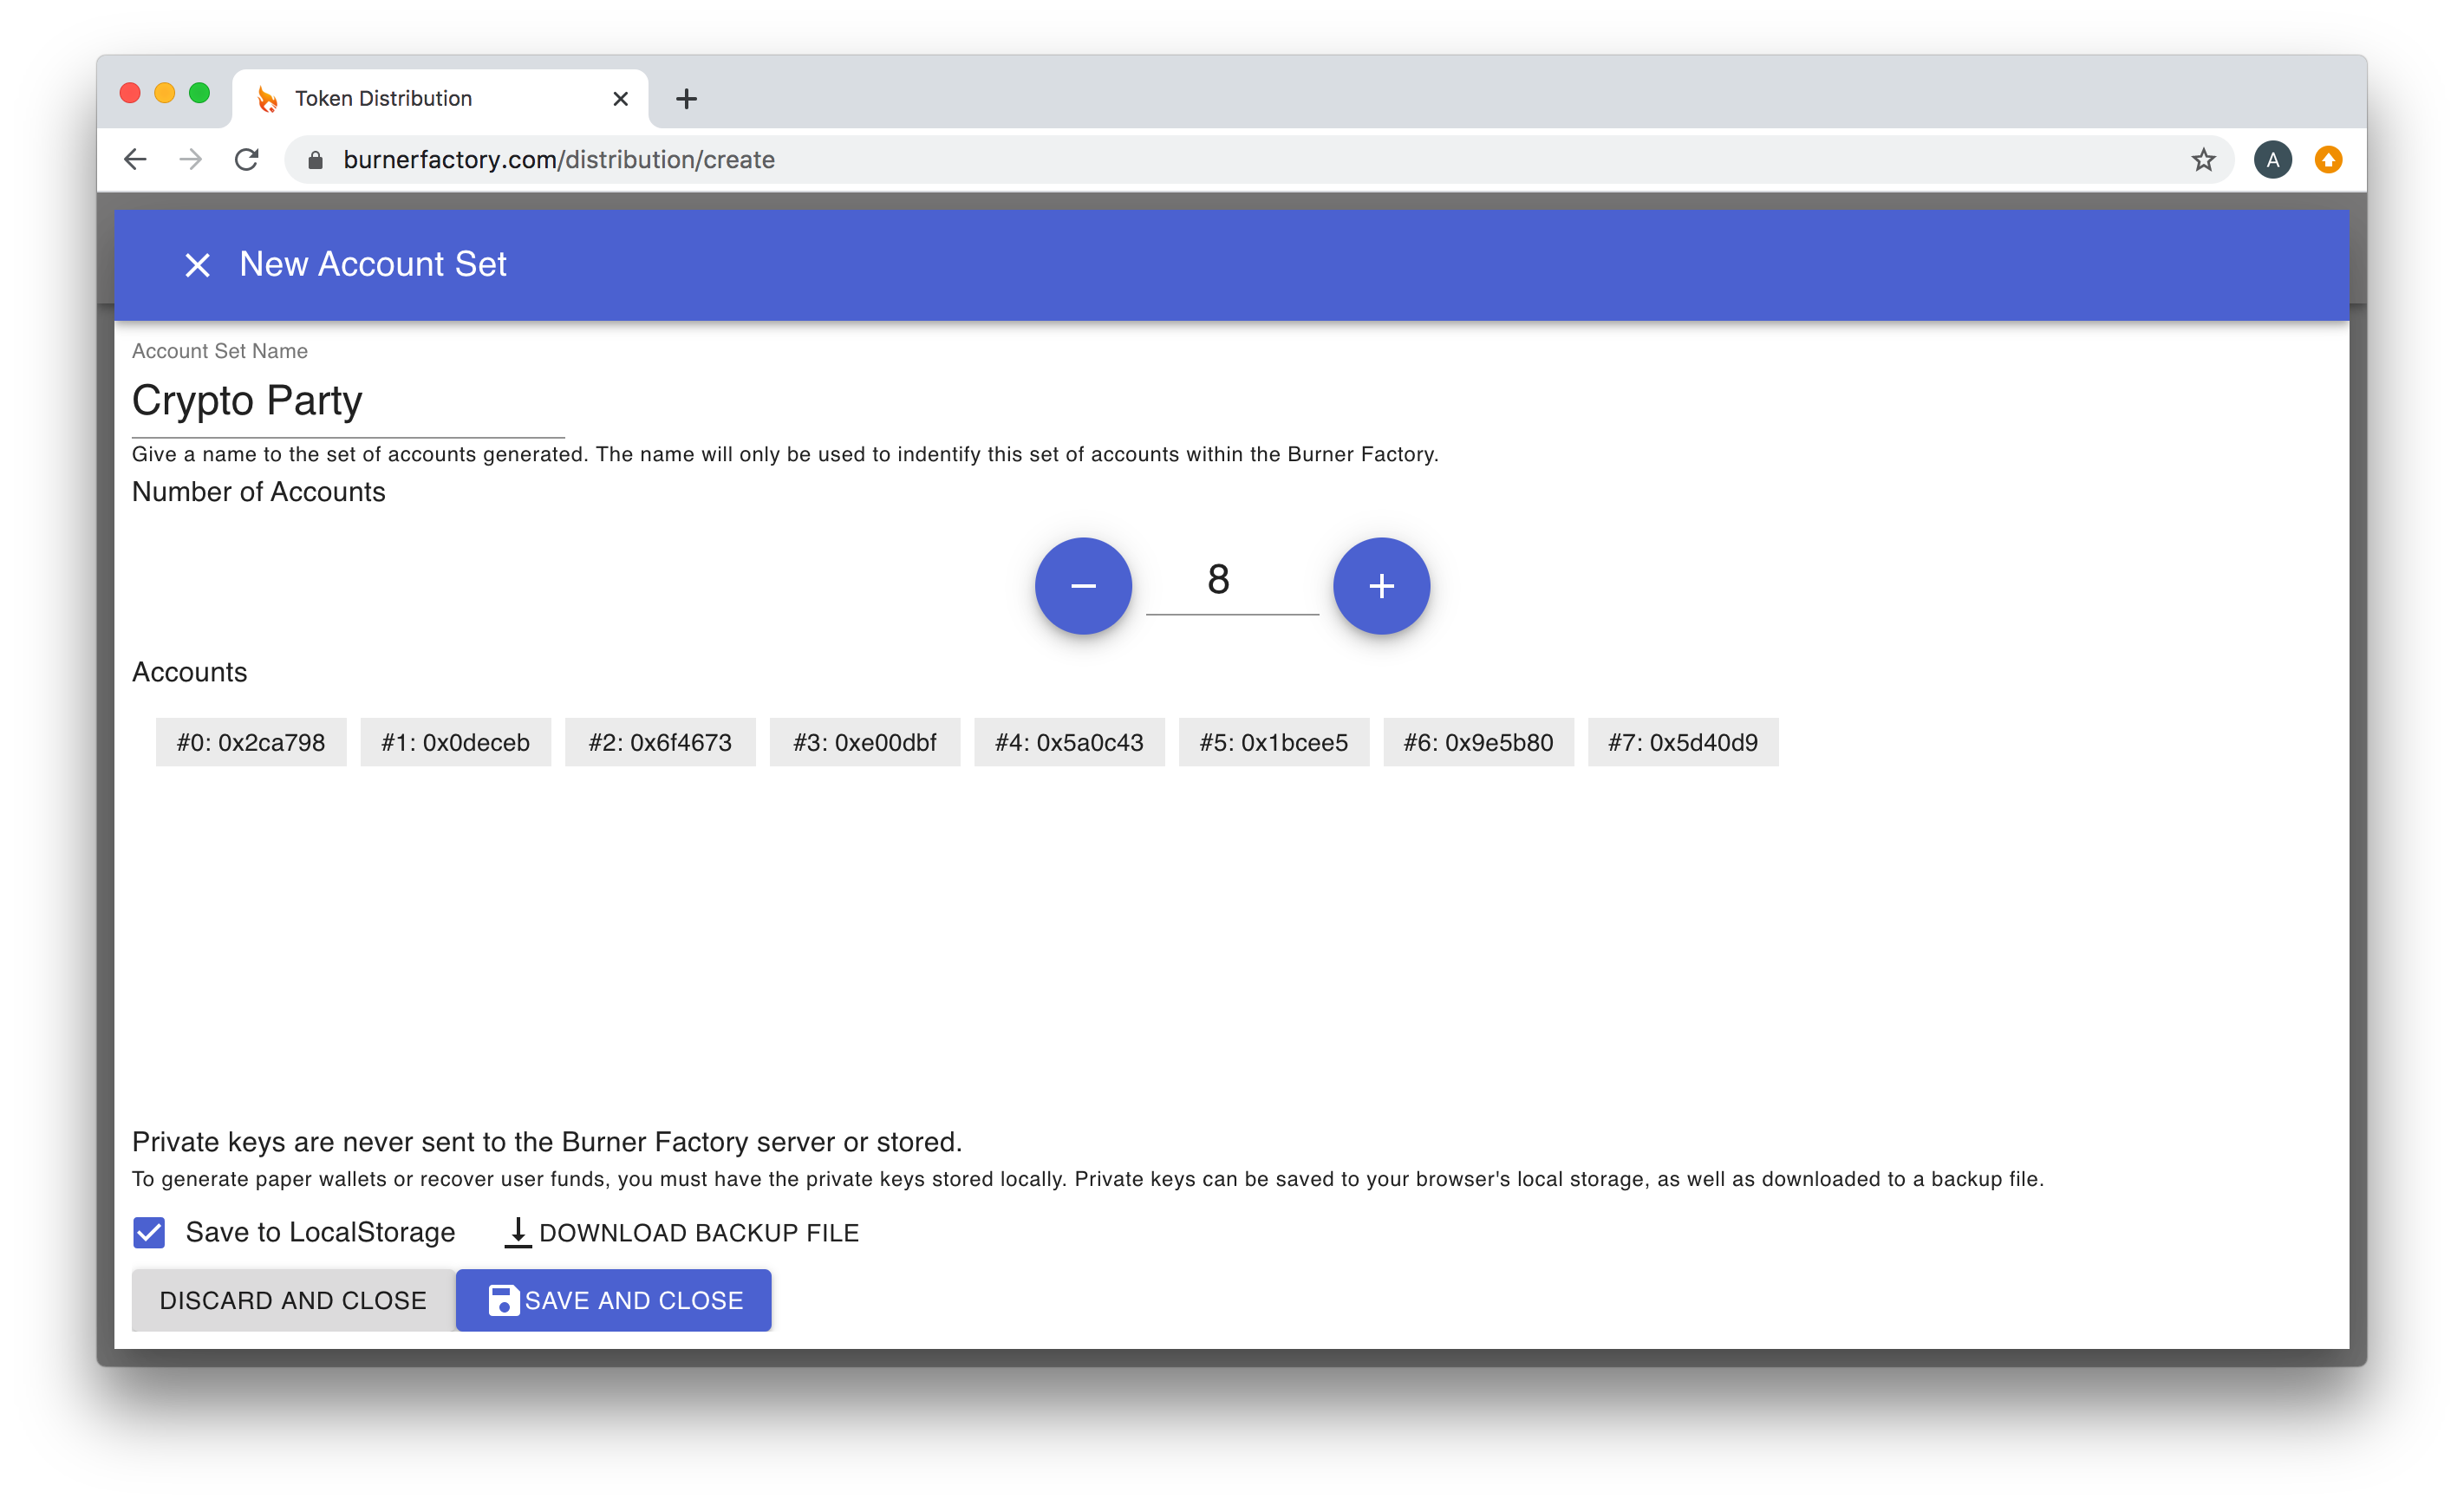 Token Distribution
burnerfactory.com/distribution/create
A
New Account Set
Account Set Name
Crypto Party
Give a name to the set of accounts generated. The name will only be used to indentify this set of accounts within the Burner Factory.
Number of Accounts
8
Accounts
#0: 0x2ca798 #1: 0x0deceb #2: 0x6f4673 #3: 0xe00dbf #4: 0x5a0c43 #5: 0x1bcee5 #6: 0x9e5b80 #7: 0x5d40d9
Private keys are never sent to the Burner Factory server or stored.
To generate paper wallets or recover user funds, you must have the private keys stored locally. Private keys can be saved to your browser's local storage, as well as downloaded to a backup file.
Save to LocalStorage DOWNLOAD BACKUP FILE
DISCARD AND CLOSE SAVE AND CLOSE